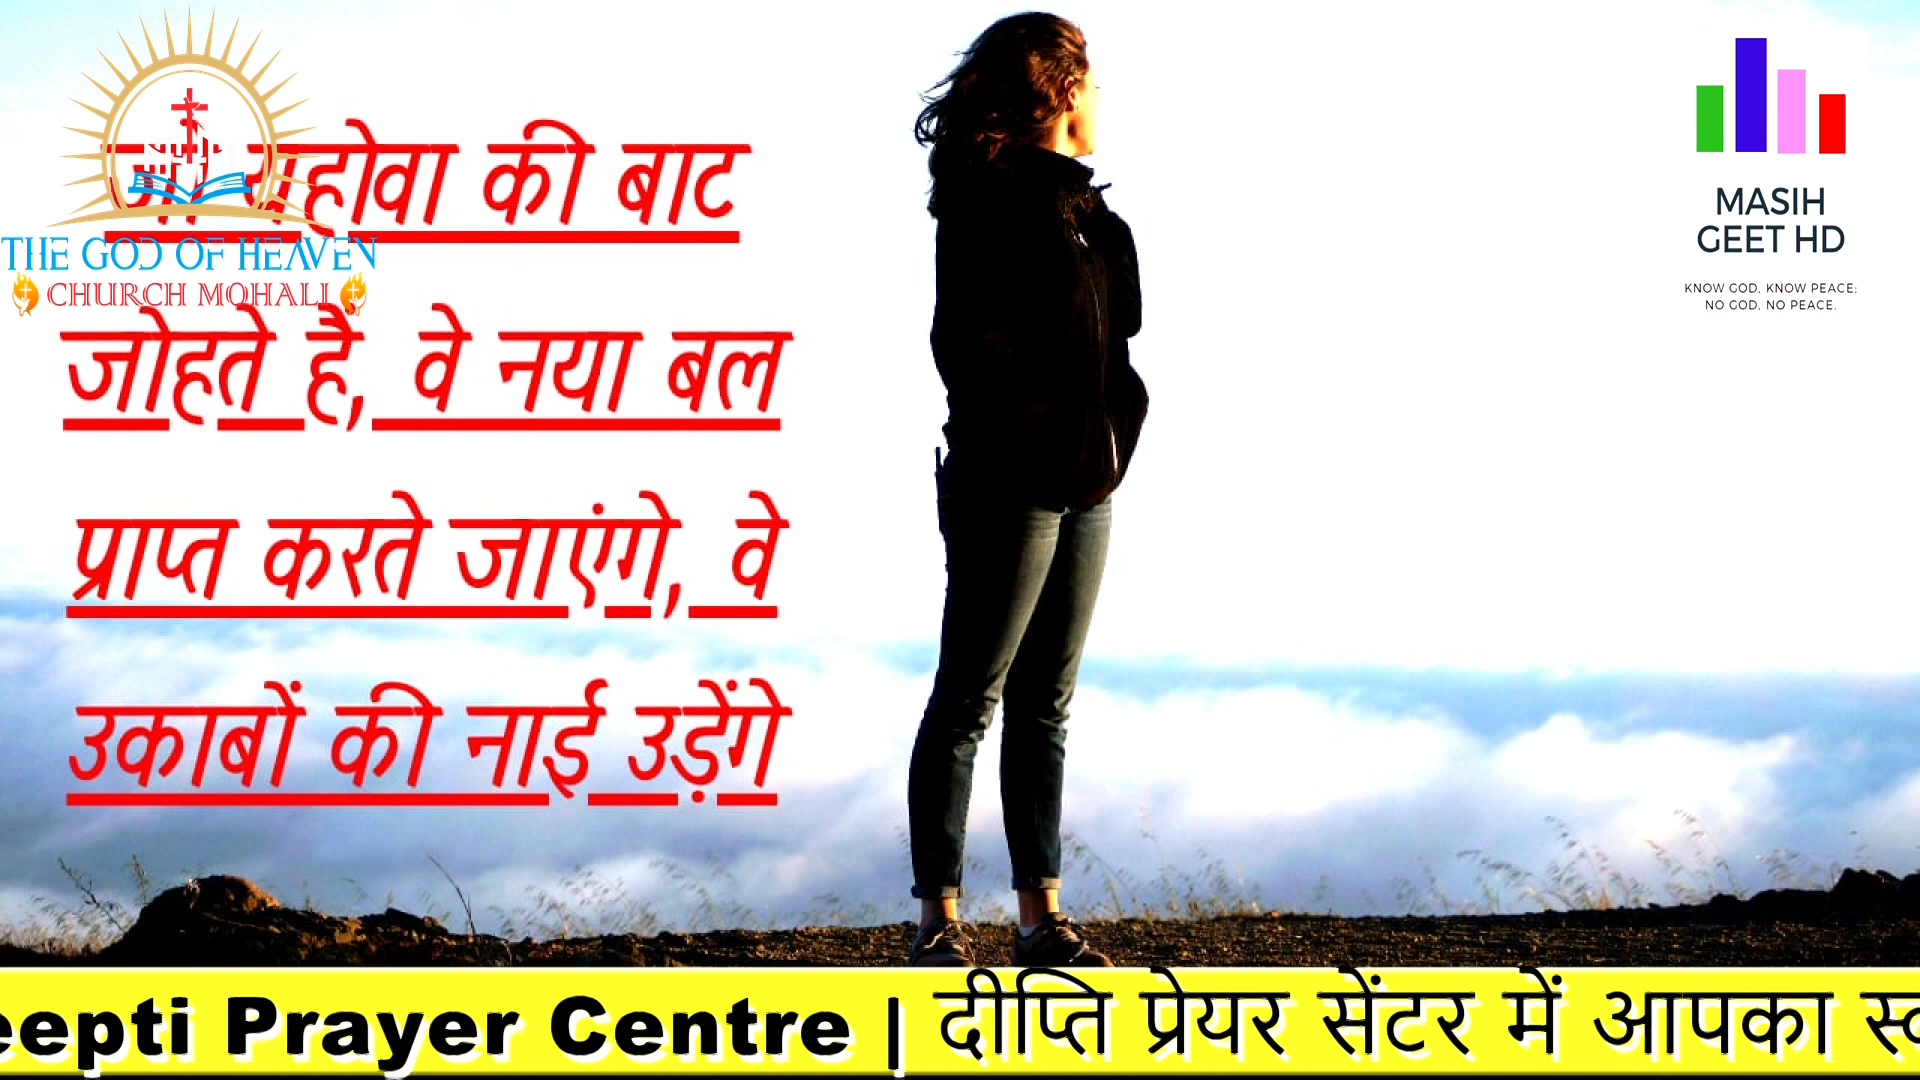 यहोवा की बाट
THE GOD OF HEAVEN
CHURCH MOHALI
जोहते है, वे नया बल
प्राप्त करते जाएंगे, वे
उकाबों की नाई उड़ेंगे
MASIH
GEET HD
KNOW GOD, KNOW PEACE;
NO GOD, NO PEACE.
Prayer Centre | दीप्ति प्रेयर सेंटर में आपका